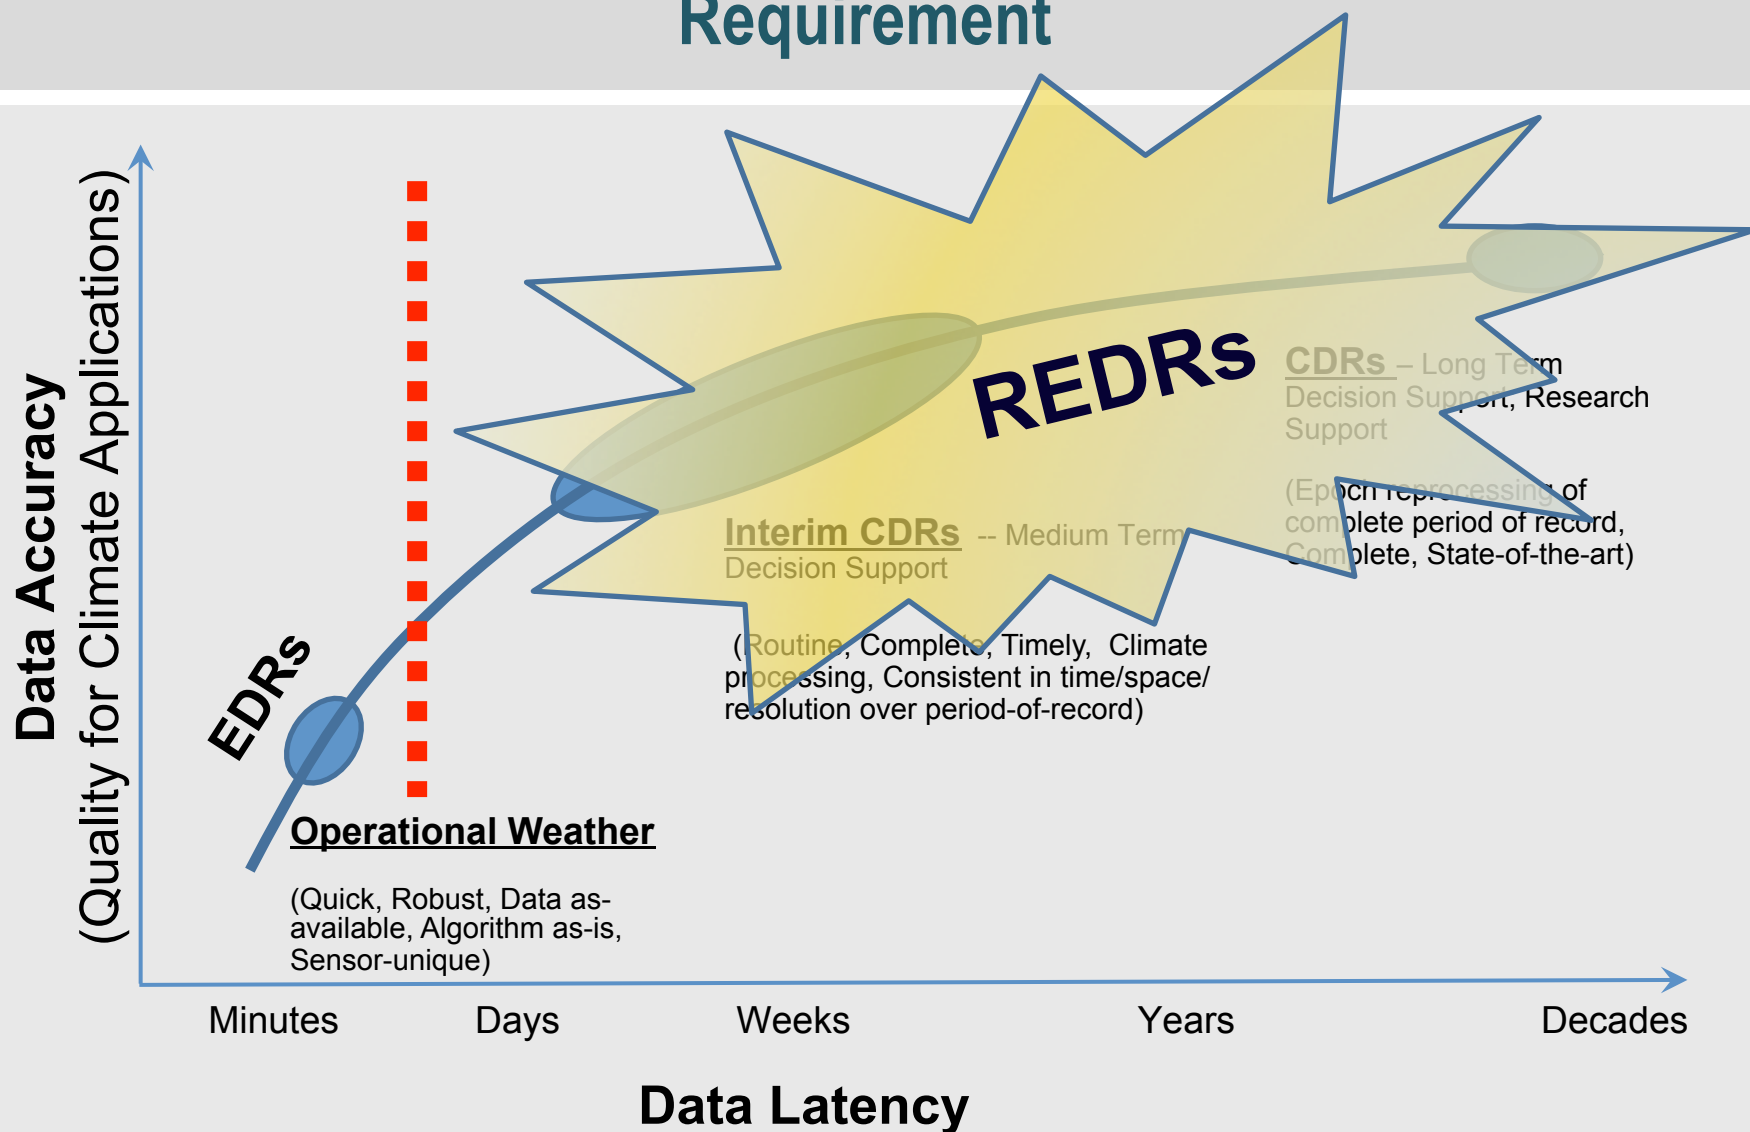 Requirement
Data Accuracy
(Quality for Climate Applications)
EDRs
REDRs
CDRs – Long Term
Decision Support, Research
Support
(Epoch reprocessing of
complete period of record,
Complete, State-of-the-art)
Interim CDRs -- Medium Term
Decision Support
(Routine, Complete, Timely, Climate
processing, Consistent in time/space/
resolution over period-of-record)
Operational Weather
(Quick, Robust, Data as-
available, Algorithm as-is,
Sensor-unique)
Minutes Days Weeks Years Decades
Data Latency